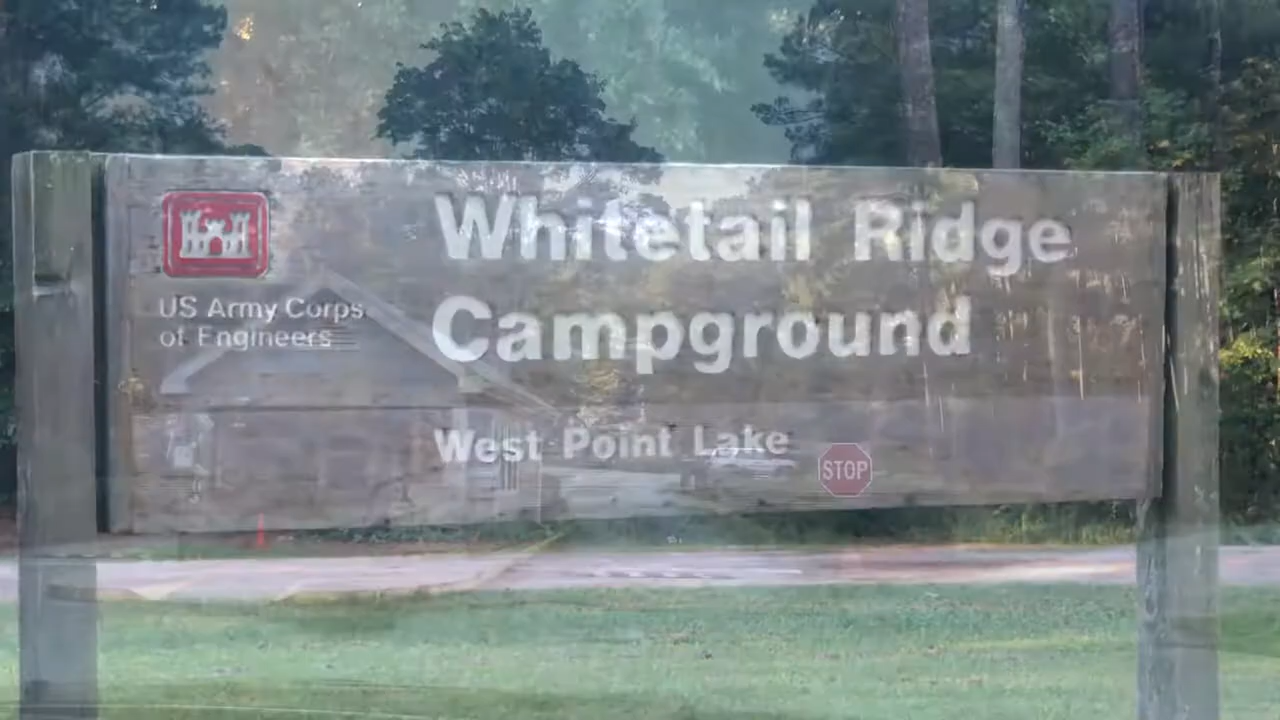 Whitetail Ridge
Campground
US Army Corps
of Engineers
West Point Lake
STOP